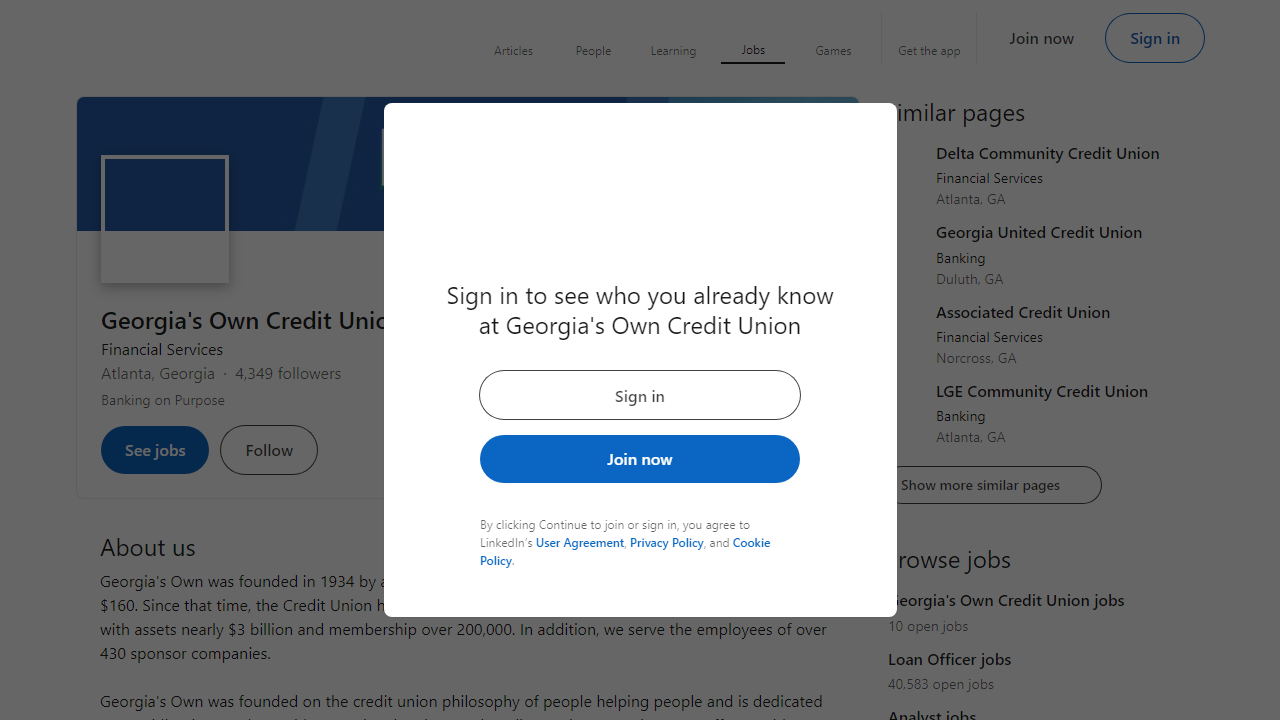 Articles
People
Learning
Jobs
Games
Get the app
Join now
Sign in
Georgia's Own Credit
Financial Services
Atlanta, Georgia · 4,349 followers
Banking on Purpose
See jobs
Follow
About us
Georgia's Own was founded in 1934 by
$160. Since that time, the Credit Union
with assets nearly $3 billion and membership over 200,000. In addition, we serve the employees of over
430 sponsor companies.
Georgia's Own was founded on the credit union philosophy of people helping people and is dedicated
Sign in to see who you already know
at Georgia's Own Credit Union
Sign in
Join now
By clicking Continue to join or sign in, you agree to
LinkedIn's User Agreement, Privacy Policy, and Cookie
Policy.
imilar pages
Delta Community Credit Union
Financial Services
Atlanta, GA
Georgia United Credit Union
Banking
Duluth, GA
Associated Credit Union
Financial Services
Norcross, GA
LGE Community Credit Union
Banking
Atlanta, GA
Show more similar pages
rowse jobs
Georgia's Own Credit Union jobs
10 open jobs
Loan Officer jobs
40,583 open jobs
Analyst jobs